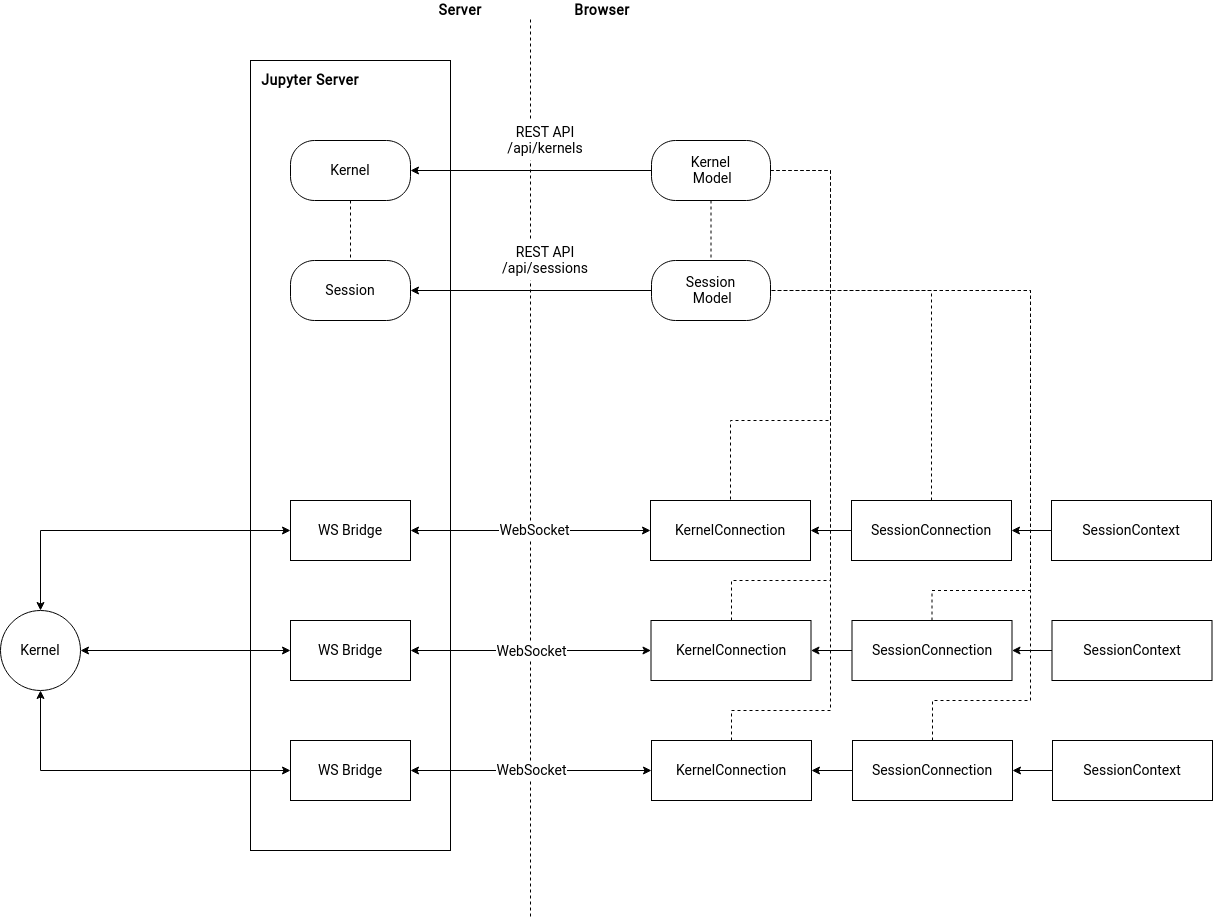 Server
Browser
Jupyter Server
REST API
/api/kernels
Kernel
Kernel
Model
REST API
/api/sessions
Session
Session
Model
WS Bridge
WebSocket
KernelConnection
SessionConnection
SessionContext
Kernel
WS Bridge
WebSocket
KernelConnection
SessionConnection
SessionContext
WS Bridge
WebSocket
KernelConnection
SessionConnection
SessionContext